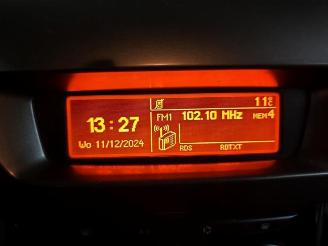 11°C
13:27
FM1 102.10 MHz MEM4
Wo 11/12/2024
RDS RDTXT